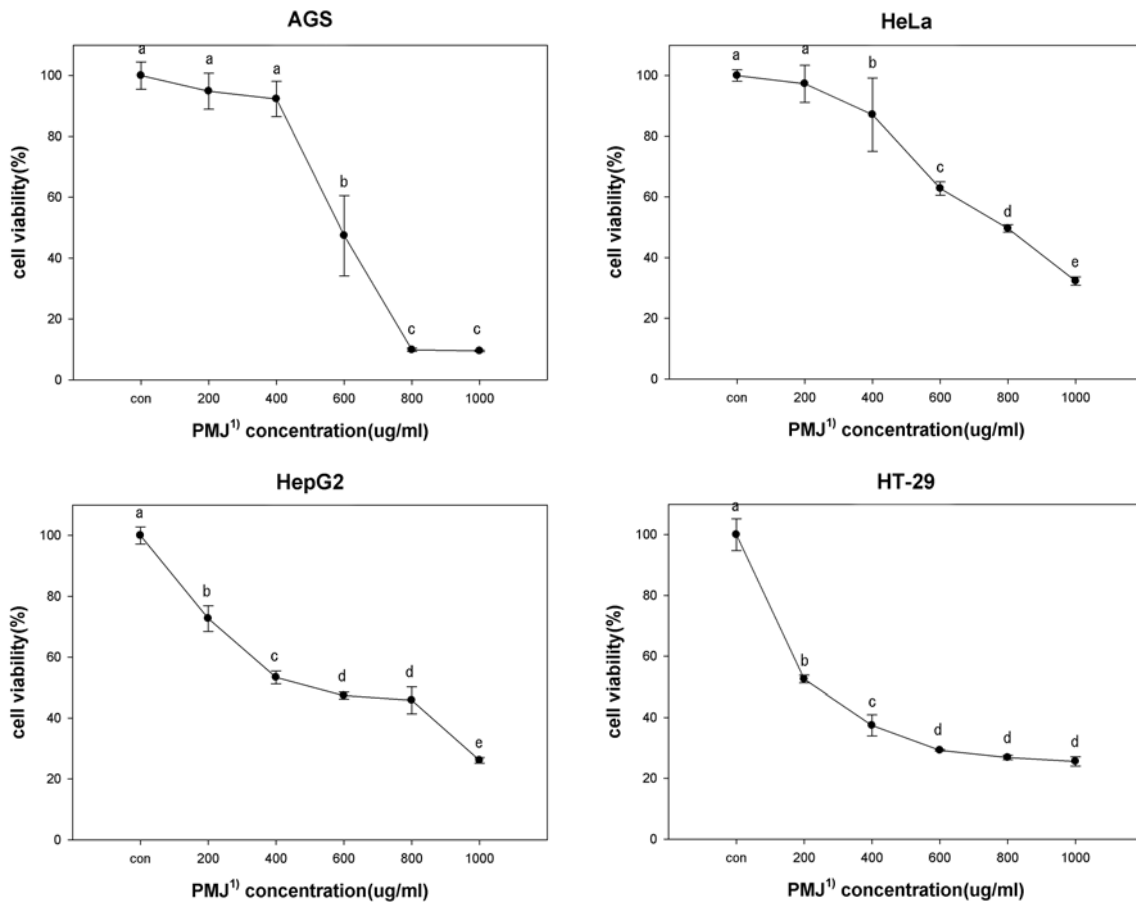 AGS
a
a
a
b
c
c
100
80
60
40
20
0
cell viability(%)
con 200 400 600 800 1000
PMJ1) concentration(ug/ml)
HeLa
a
a
b
c
d
e
100
80
60
40
20
0
cell viability(%)
con 200 400 600 800 1000
PMJ1) concentration(ug/ml)
HepG2
a
b
c
d
d
e
100
80
60
40
20
0
cell viability(%)
con 200 400 600 800 1000
PMJ1) concentration(ug/ml)
HT-29
a
b
c
d
d
d
100
80
60
40
20
0
cell viability(%)
con 200 400 600 800 1000
PMJ1) concentration(ug/ml)